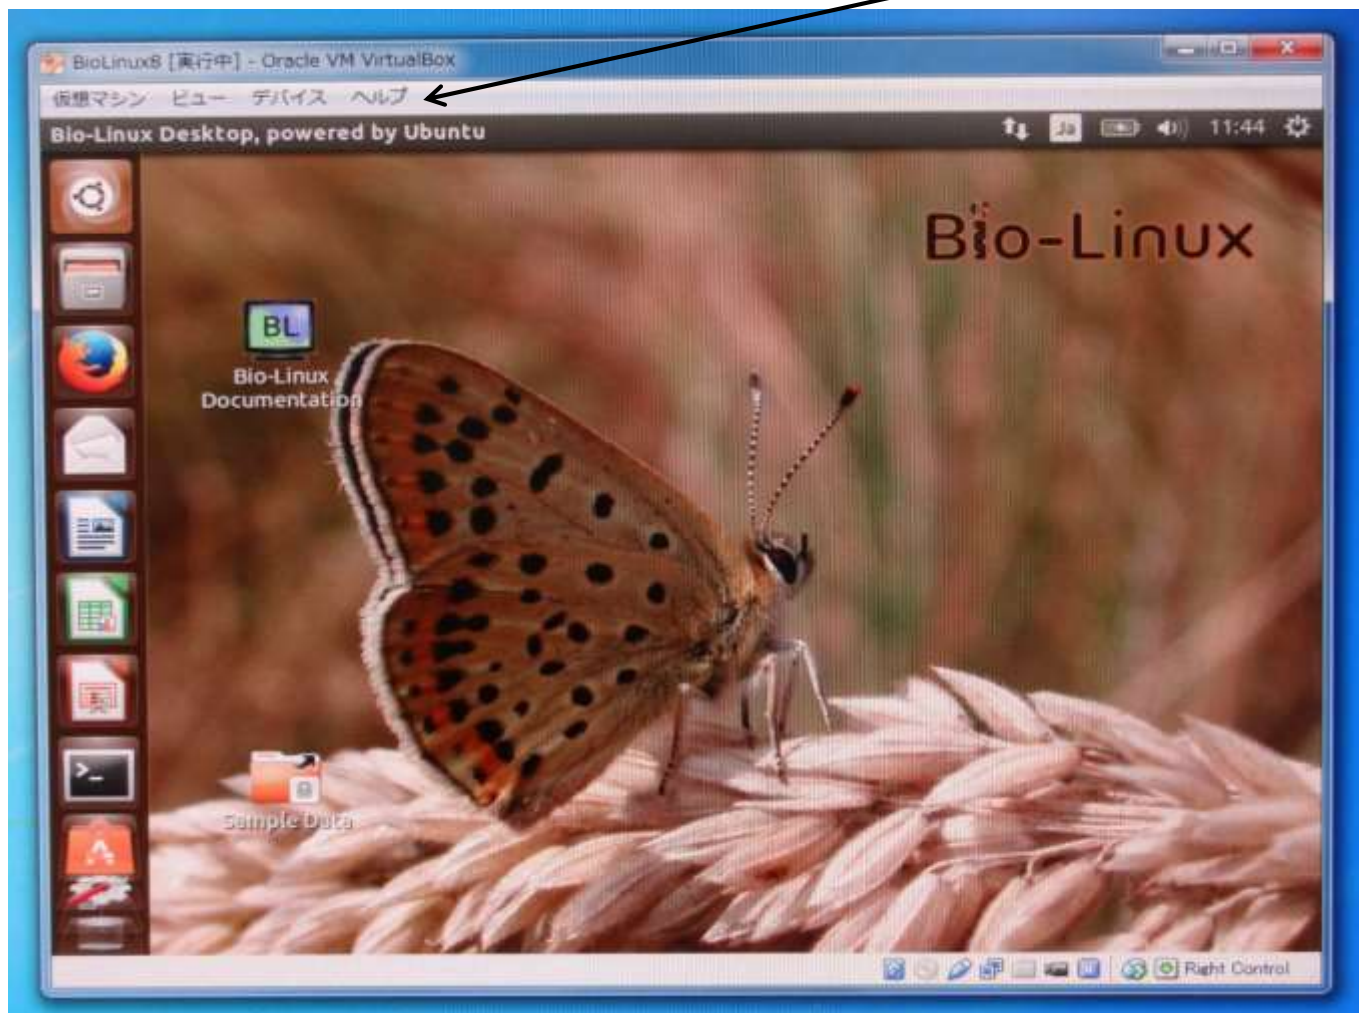 BioLinux8 [実行中] - Oracle VM VirtualBox
仮想マシン ビュー デバイス ヘルプ
Bio-Linux Desktop, powered by Ubuntu
Ja
11:44
Bio-Linux
BL
Bio-Linux
Documentation
>_
Sample Data
Right Control